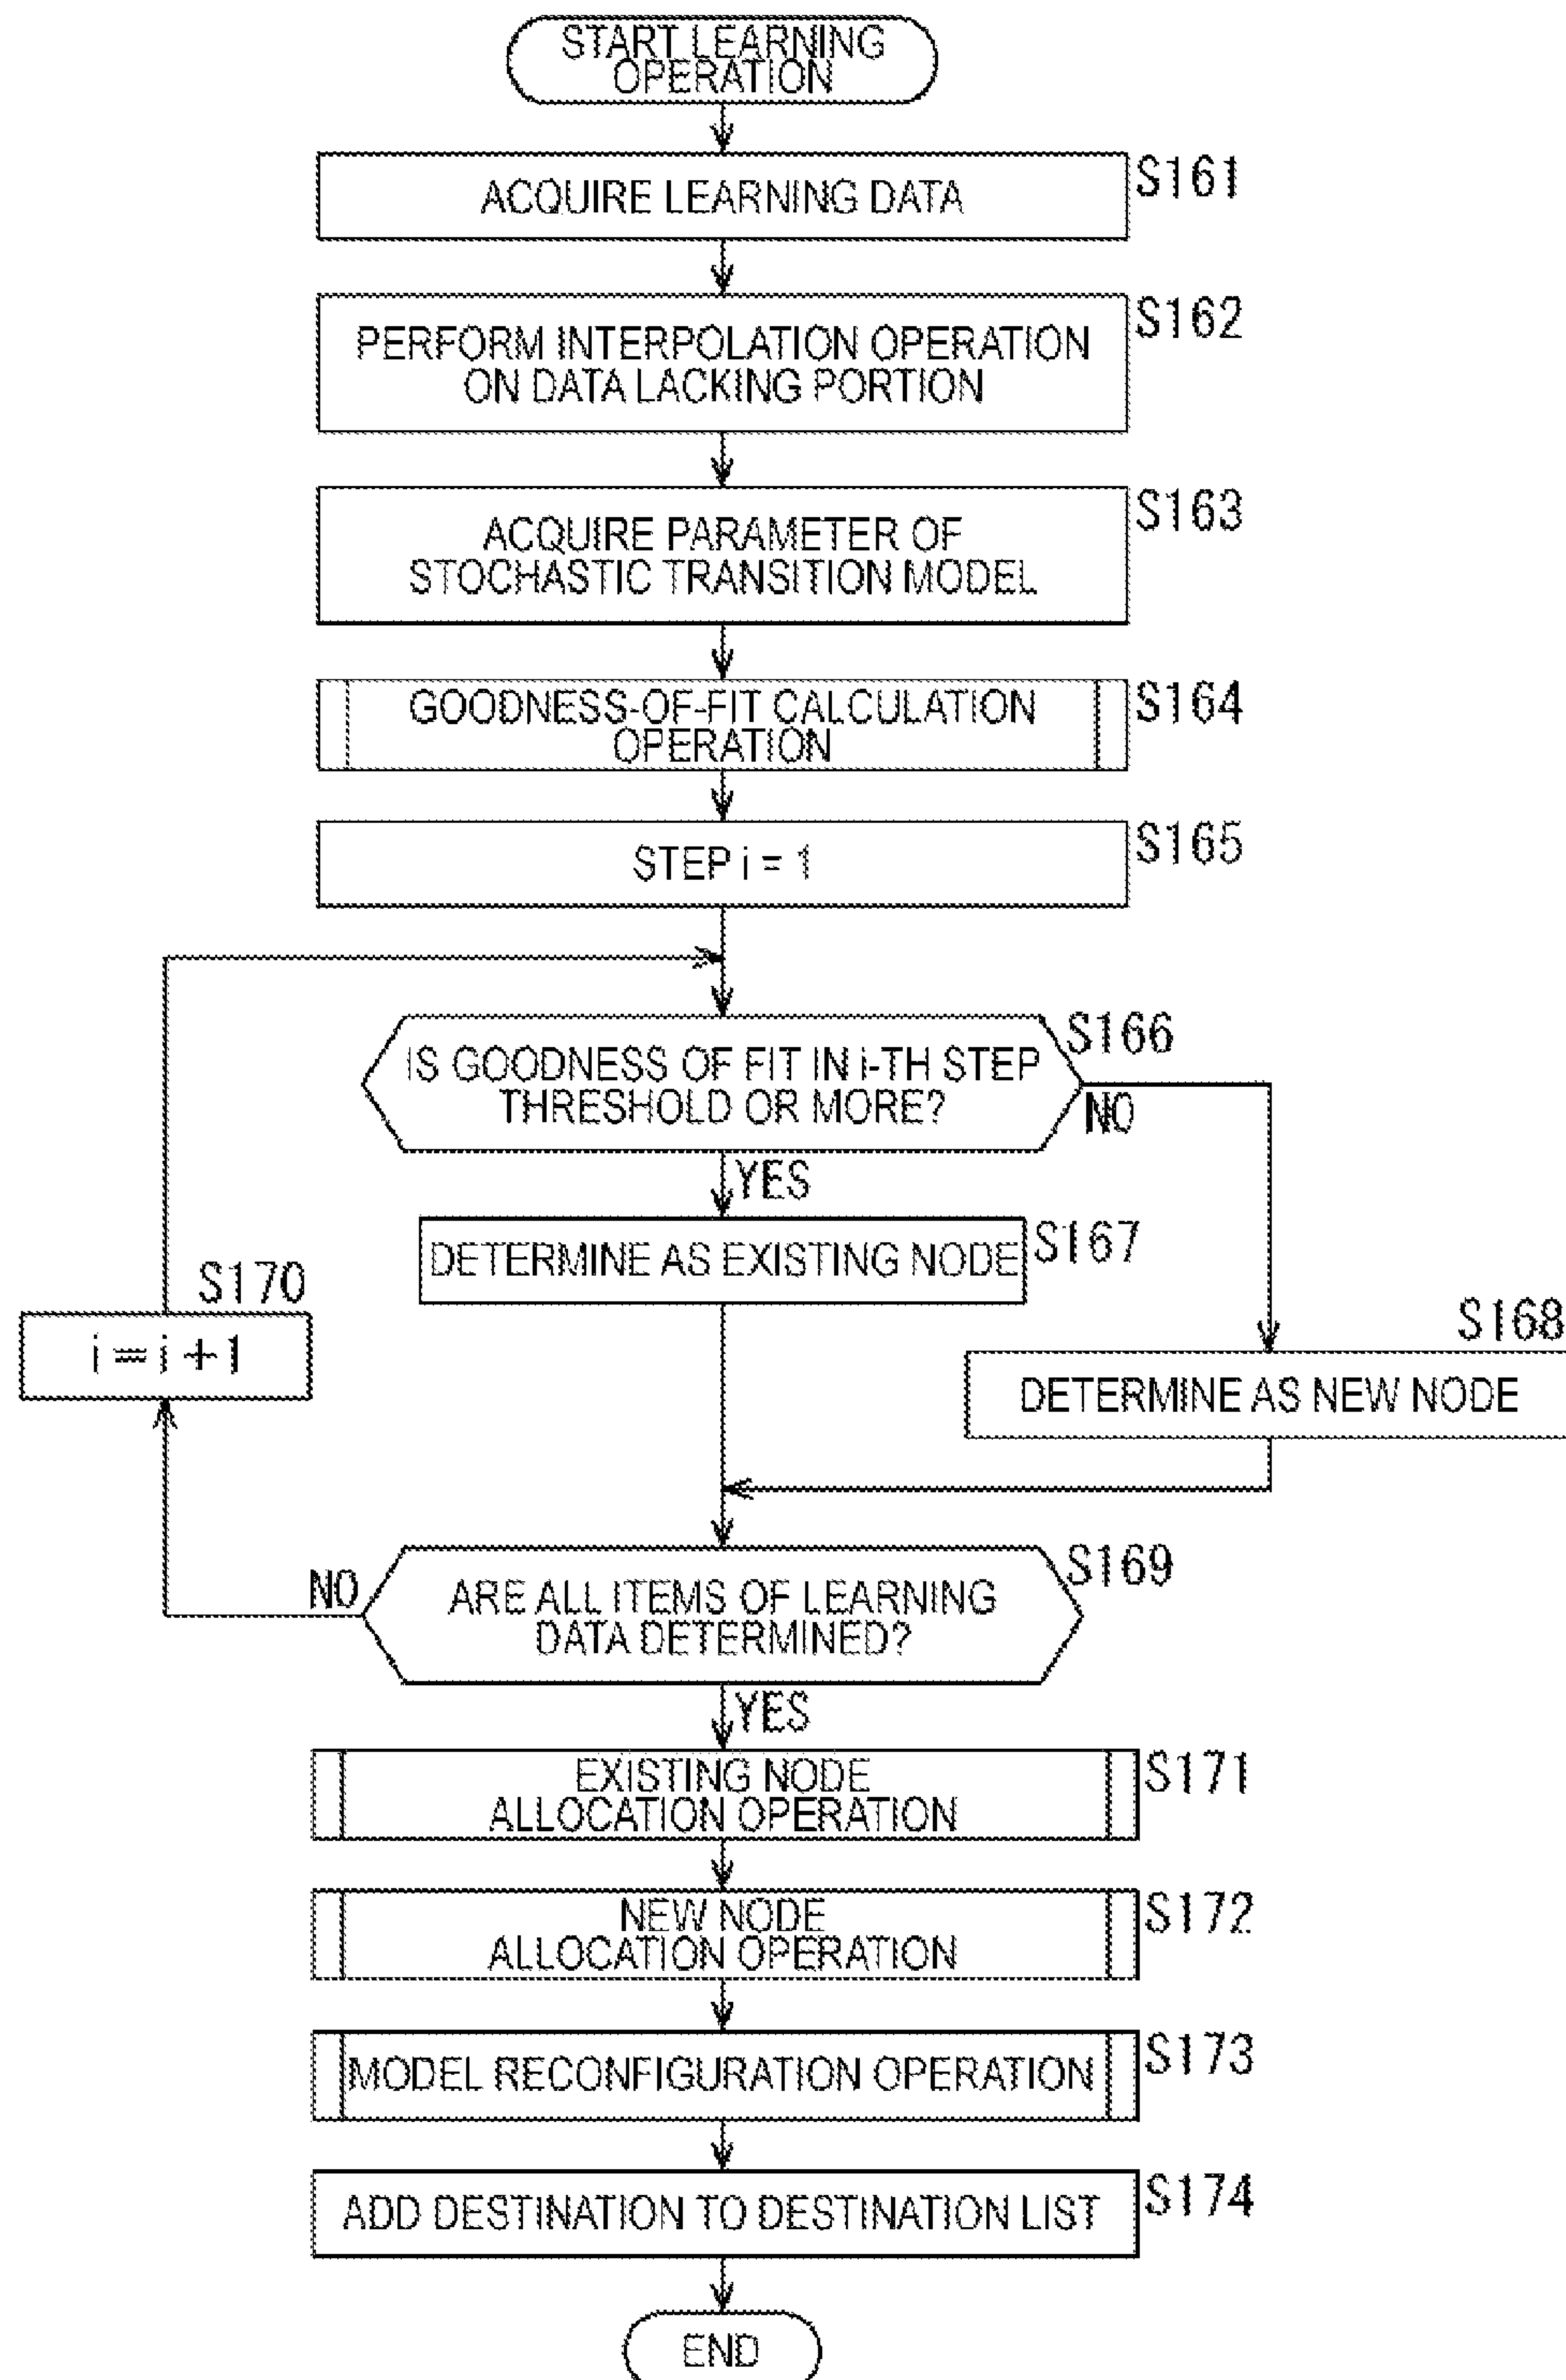 START LEARNING
OPERATION
ACQUIRE LEARNING DATA
S161
PERFORM INTERPOLATION OPERATION
ON DATA LACKING PORTION
S162
ACQUIRE PARAMETER OF
STOCHASTIC TRANSITION MODEL
S163
GOODNESS-OF-FIT CALCULATION
OPERATION
S164
STEP i = 1
S165
IS GOODNESS OF FIT IN i-TH STEP
THRESHOLD OR MORE?
S166
NO
YES
DETERMINE AS EXISTING NODE
S167
S170
i = i + 1
S168
DETERMINE AS NEW NODE
ARE ALL ITEMS OF LEARNING
DATA DETERMINED?
S169
NO
YES
EXISTING NODE
ALLOCATION OPERATION
S171
NEW NODE
ALLOCATION OPERATION
S172
MODEL RECONFIGURATION OPERATION
S173
ADD DESTINATION TO DESTINATION LIST
S174
END